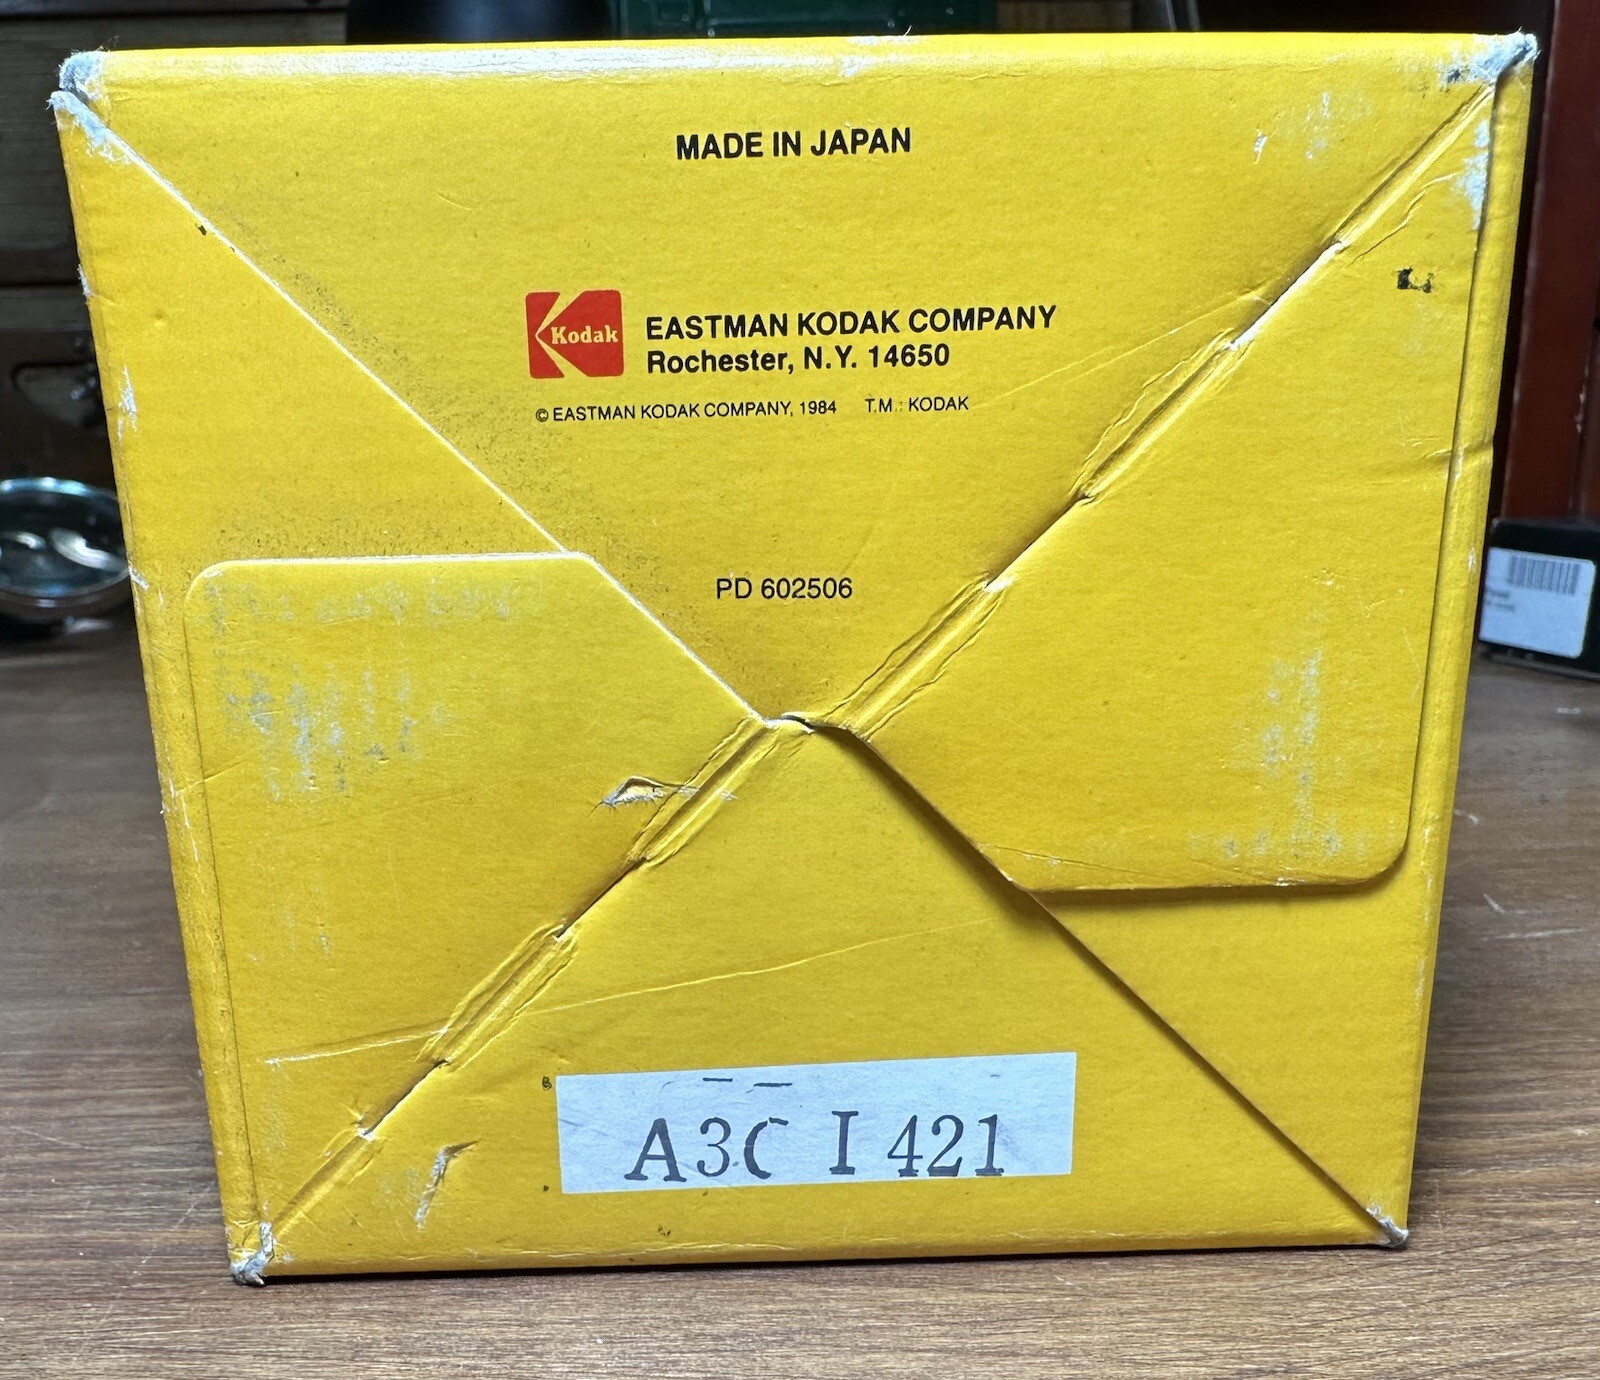 MADE IN JAPAN
Kodak
EASTMAN KODAK COMPANY
Rochester, N.Y. 14650
© EASTMAN KODAK COMPANY, 1984 T.M.: KODAK
PD 602506
A3C I 421